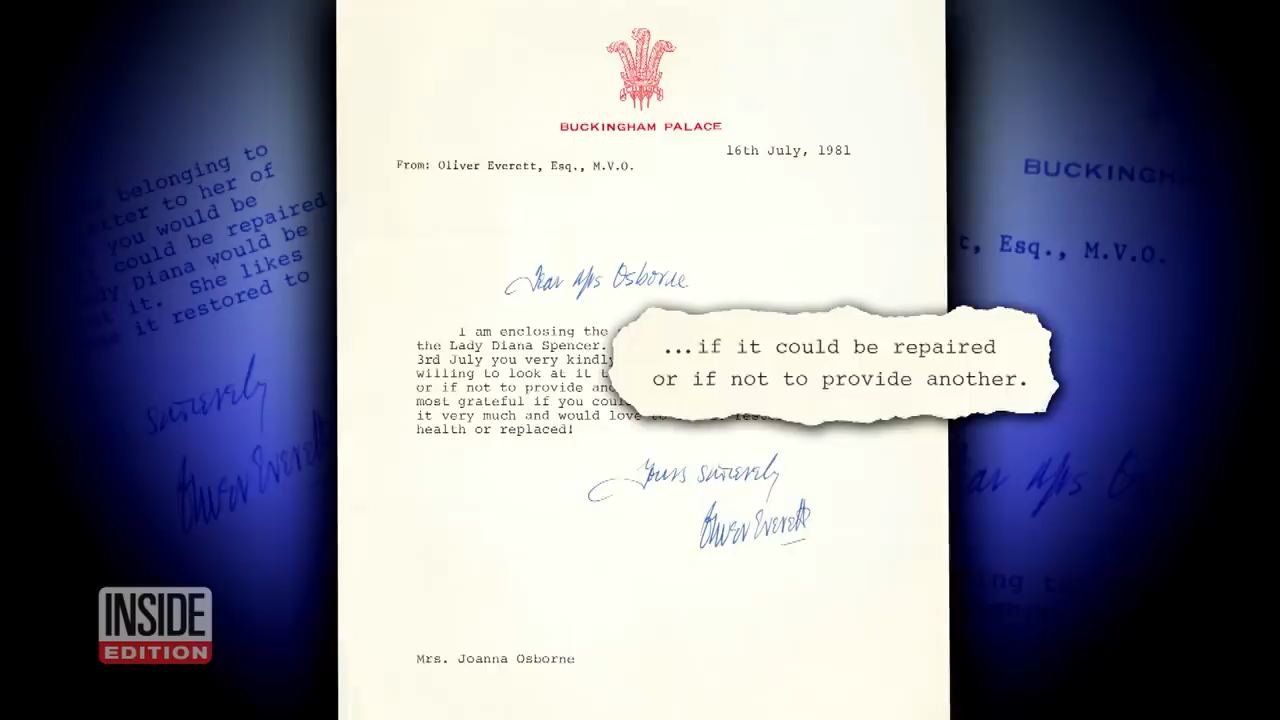 BUCKINGHAM PALACE
16th July, 1981
From: Oliver Everett, Esq., M.V.O.
Dear Mrs Osborne
I am enclosing the
the Lady Diana Spencer.
3rd July you very kindly
willing to look at it
or if not to provide
most grateful if you
it very much and would love
health or replaced!
...if it could be repaired
or if not to provide another.
Yours sincerely
Oliver Everett
Mrs. Joanna Osborne
belonging to
to her of
you would be
could be repaired
Diana would be
it. She likes
it restored to
sincerely
Oliver Everett
BUCKINGH
Esq., M.V.O.
INSIDE
EDITION